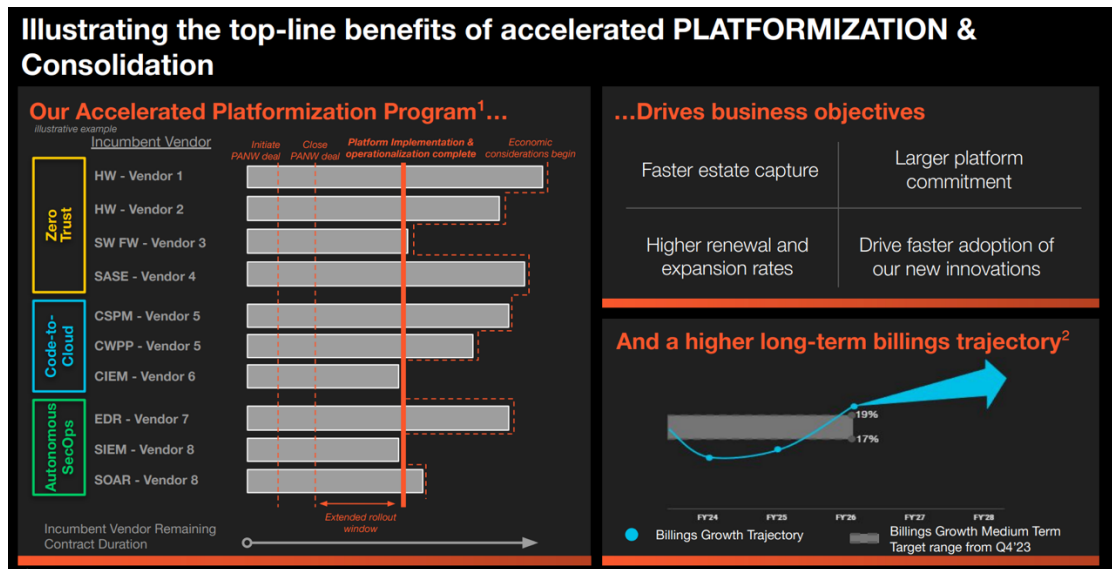 Illustrating the top-line benefits of accelerated PLATFORMIZATION &
Consolidation
Our Accelerated Platformization Program1...
Illustrative example
Incumbent Vendor
Initiate
PANW deal
Close
PANW deal
Platform Implementation &
operationalization complete
Economic
considerations begin
Zero
Trust
HW - Vendor 1
HW - Vendor 2
SW FW - Vendor 3
SASE - Vendor 4
Code-to-
Cloud
CSPM - Vendor 5
CWPP - Vendor 5
CIEM - Vendor 6
Autonomous
SecOps
EDR - Vendor 7
SIEM - Vendor 8
SOAR - Vendor 8
Extended rollout
window
Incumbent Vendor Remaining
Contract Duration
...Drives business objectives
Faster estate capture
Larger platform
commitment
Higher renewal and
expansion rates
Drive faster adoption of
our new innovations
And a higher long-term billings trajectory2
19%
17%
FY'24 FY'25 FY'26 FY'27 FY'28
Billings Growth Trajectory
Billings Growth Medium Term
Target range from Q4'23